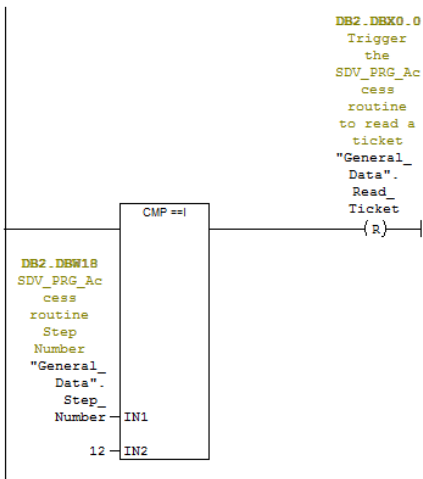 DB2.DBX0.0
Trigger
the
SDV_PRG_Ac
cess
routine
to read a
ticket
"General_
Data".
Read_
Ticket
CMP ==I
(R)
DB2.DBW18
SDV_PRG_Ac
cess
routine
Step
Number
"General_
Data".
Step_
Number
IN1
12
IN2